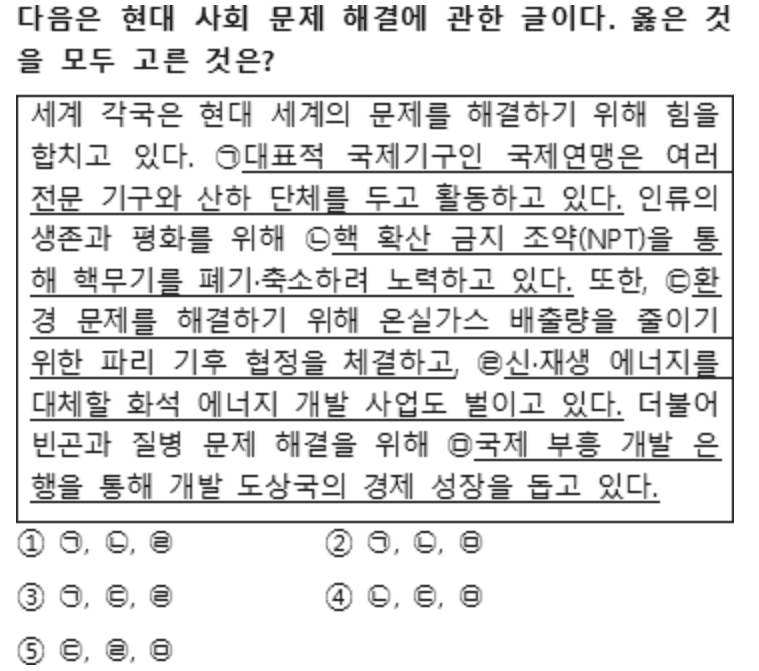 다음은 현대 사회 문제 해결에 관한 글이다. 옳은 것
을 모두 고른 것은?
세계 각국은 현대 세계의 문제를 해결하기 위해 힘을
합치고 있다. ㉠대표적 국제기구인 국제연맹은 여러
전문 기구와 산하 단체를 두고 활동하고 있다. 인류의
생존과 평화를 위해 ㉡핵 확산 금지 조약(NPT)을 통
해 핵무기를 폐기·축소하려 노력하고 있다. 또한, ㉢환
경 문제를 해결하기 위해 온실가스 배출량을 줄이기
위한 파리 기후 협정을 체결하고, ㉣신·재생 에너지를
대체할 화석 에너지 개발 사업도 벌이고 있다. 더불어
빈곤과 질병 문제 해결을 위해 ㉤국제 부흥 개발 은
행을 통해 개발 도상국의 경제 성장을 돕고 있다.
① ㉠, ㉡, ㉣ ② ㉠, ㉡, ㉤
③ ㉠, ㉢, ㉣ ④ ㉡, ㉢, ㉤
⑤ ㉢, ㉣, ㉤